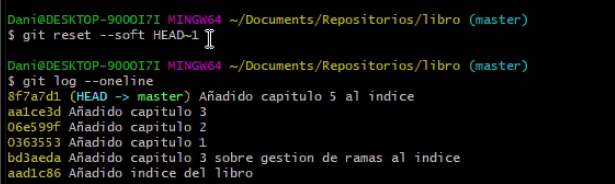 Dani@DESKTOP-9000I7I MINGW64 ~/Documents/Repositorios/libro (master)
$ git reset --soft HEAD~1
Dani@DESKTOP-9000I7I MINGW64 ~/Documents/Repositorios/libro (master)
$ git log --oneline
8f7a7d1 (HEAD -> master) Añadido capitulo 5 al indice
aa1ce3d Añadido capitulo 3
06e599f Añadido capitulo 2
0363553 Añadido capitulo 1
bd3aeda Añadido capitulo 3 sobre gestion de ramas al indice
aad1c86 Añadido indice del libro